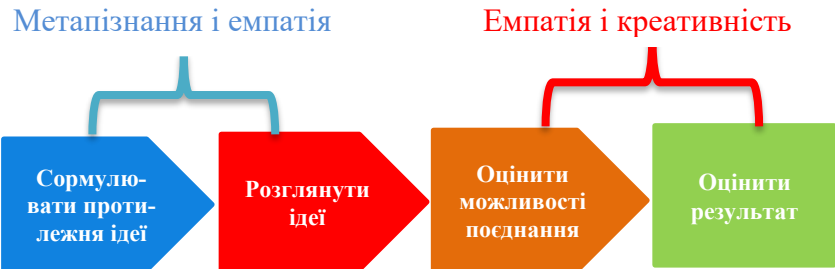 Метапізнання і емпатія
Емпатія і креативність
Сормулю-
вати проти-
лежня ідеї
Розглянути
ідеї
Оцінити
можливості
поєднання
Оцінити
результат